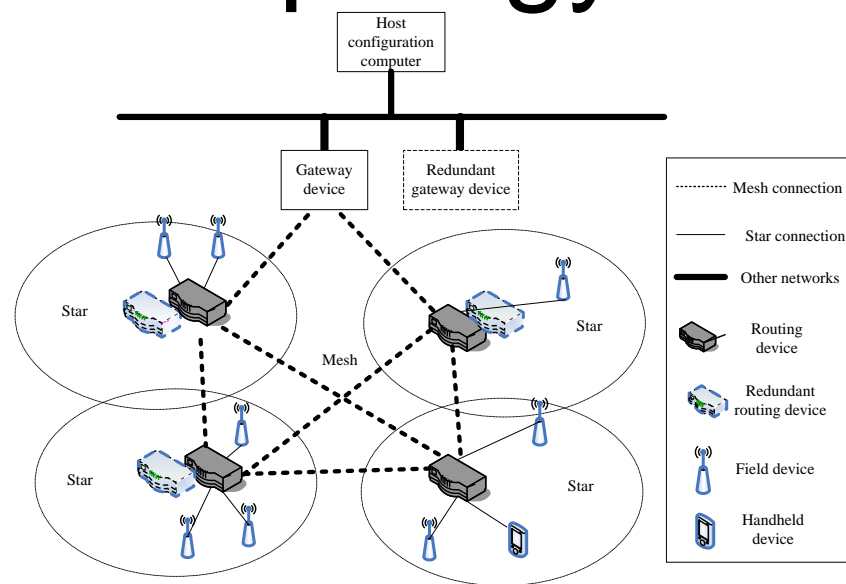 Host
configuration
computer
Gateway
device
Redundant
gateway device
Mesh connection
Star connection
Other networks
Routing
device
Redundant
routing device
Field device
Handheld
device
Star
Star
Mesh
Star
Star